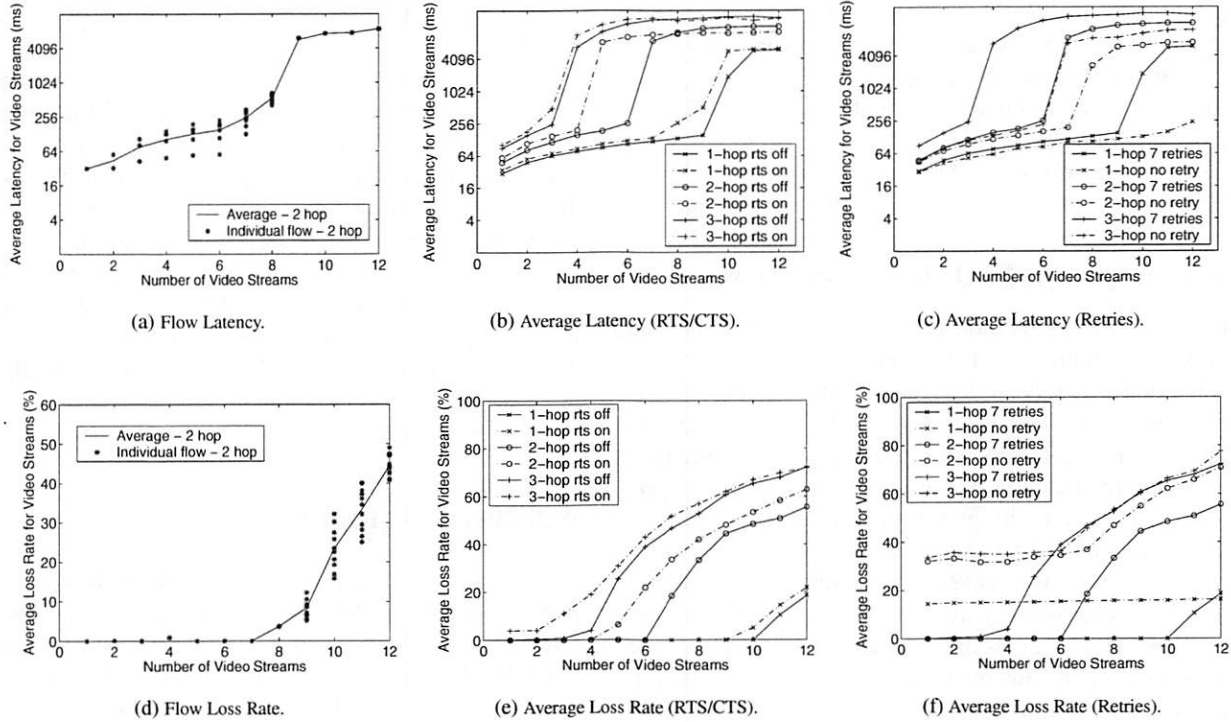 Average Latency for Video Streams (ms)
4096
1024
256
64
16
4
Average – 2 hop
Individual flow – 2 hop
0 2 4 6 8 10 12
Number of Video Streams
(a) Flow Latency.
Average Latency for Video Streams (ms)
4096
1024
256
64
16
4
1-hop rts off
1-hop rts on
2-hop rts off
2-hop rts on
3-hop rts off
3-hop rts on
0 2 4 6 8 10 12
Number of Video Streams
(b) Average Latency (RTS/CTS).
Average Latency for Video Streams (ms)
4096
1024
256
64
16
4
1-hop 7 retries
1-hop no retry
2-hop 7 retries
2-hop no retry
3-hop 7 retries
3-hop no retry
0 2 4 6 8 10 12
Number of Video Streams
(c) Average Latency (Retries).
Average Loss Rate for Video Streams (%)
60
50
40
30
20
10
0
Average – 2 hop
Individual flow – 2 hop
0 2 4 6 8 10 12
Number of Video Streams
(d) Flow Loss Rate.
Average Loss Rate for Video Streams (%)
100
80
60
40
20
0
1-hop rts off
1-hop rts on
2-hop rts off
2-hop rts on
3-hop rts off
3-hop rts on
0 2 4 6 8 10 12
Number of Video Streams
(e) Average Loss Rate (RTS/CTS).
Average Loss Rate for Video Streams (%)
100
80
60
40
20
0
1-hop 7 retries
1-hop no retry
2-hop 7 retries
2-hop no retry
3-hop 7 retries
3-hop no retry
0 2 4 6 8 10 12
Number of Video Streams
(f) Average Loss Rate (Retries).